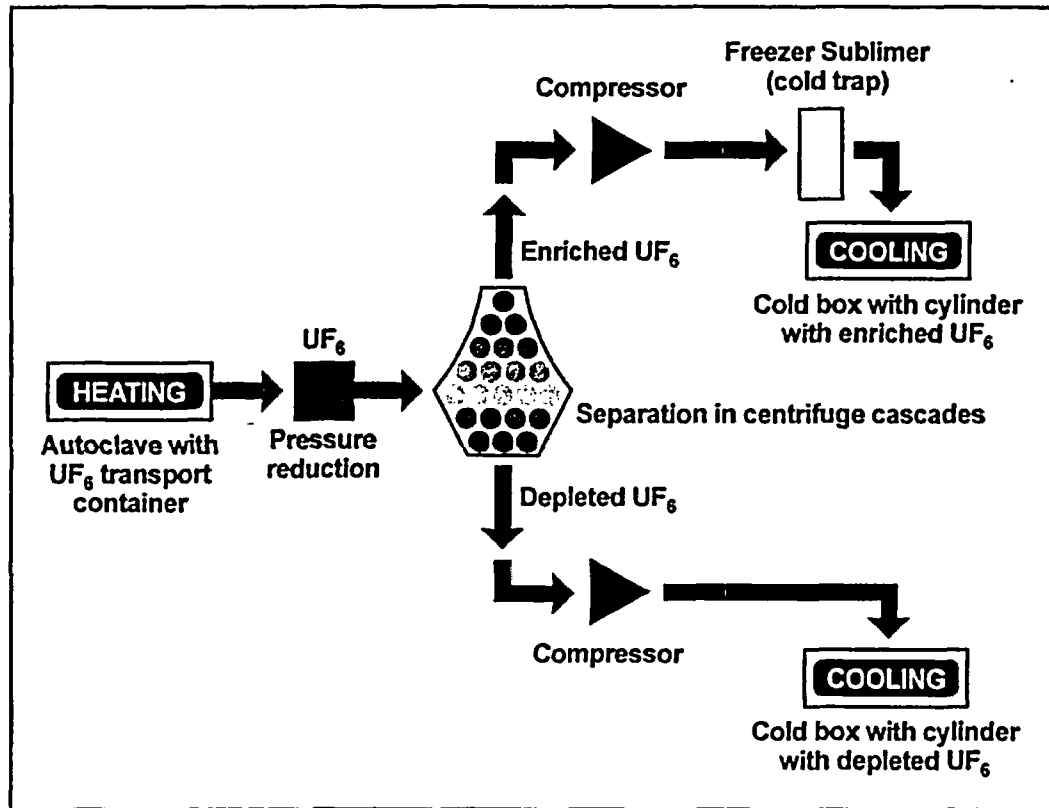 Freezer Sublimer
(cold trap)
Compressor
Enriched UF₆
COOLING
Cold box with cylinder
with enriched UF₆
UF₆
HEATING
Separation in centrifuge cascades
Autoclave with
UF₆ transport
container
Pressure
reduction
Depleted UF₆
Compressor
COOLING
Cold box with cylinder
with depleted UF₆